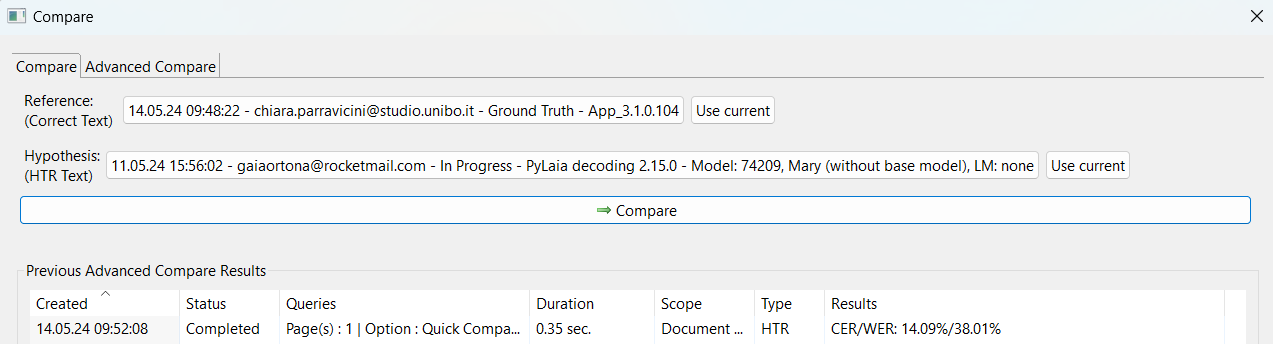 Compare
Compare Advanced Compare
Reference:
(Correct Text)
14.05.24 09:48:22 - chiara.parravicini@studio.unibo.it - Ground Truth - App_3.1.0.104 Use current
Hypothesis:
(HTR Text)
11.05.24 15:56:02 - gaiaortona@rocketmail.com - In Progress - PyLaia decoding 2.15.0 - Model: 74209, Mary (without base model), LM: none Use current
Compare
Previous Advanced Compare Results
Created Status Queries Duration Scope Type Results
14.05.24 09:52:08 Completed Page(s) : 1 | Option : Quick Compa... 0.35 sec. Document ... HTR CER/WER: 14.09%/38.01%